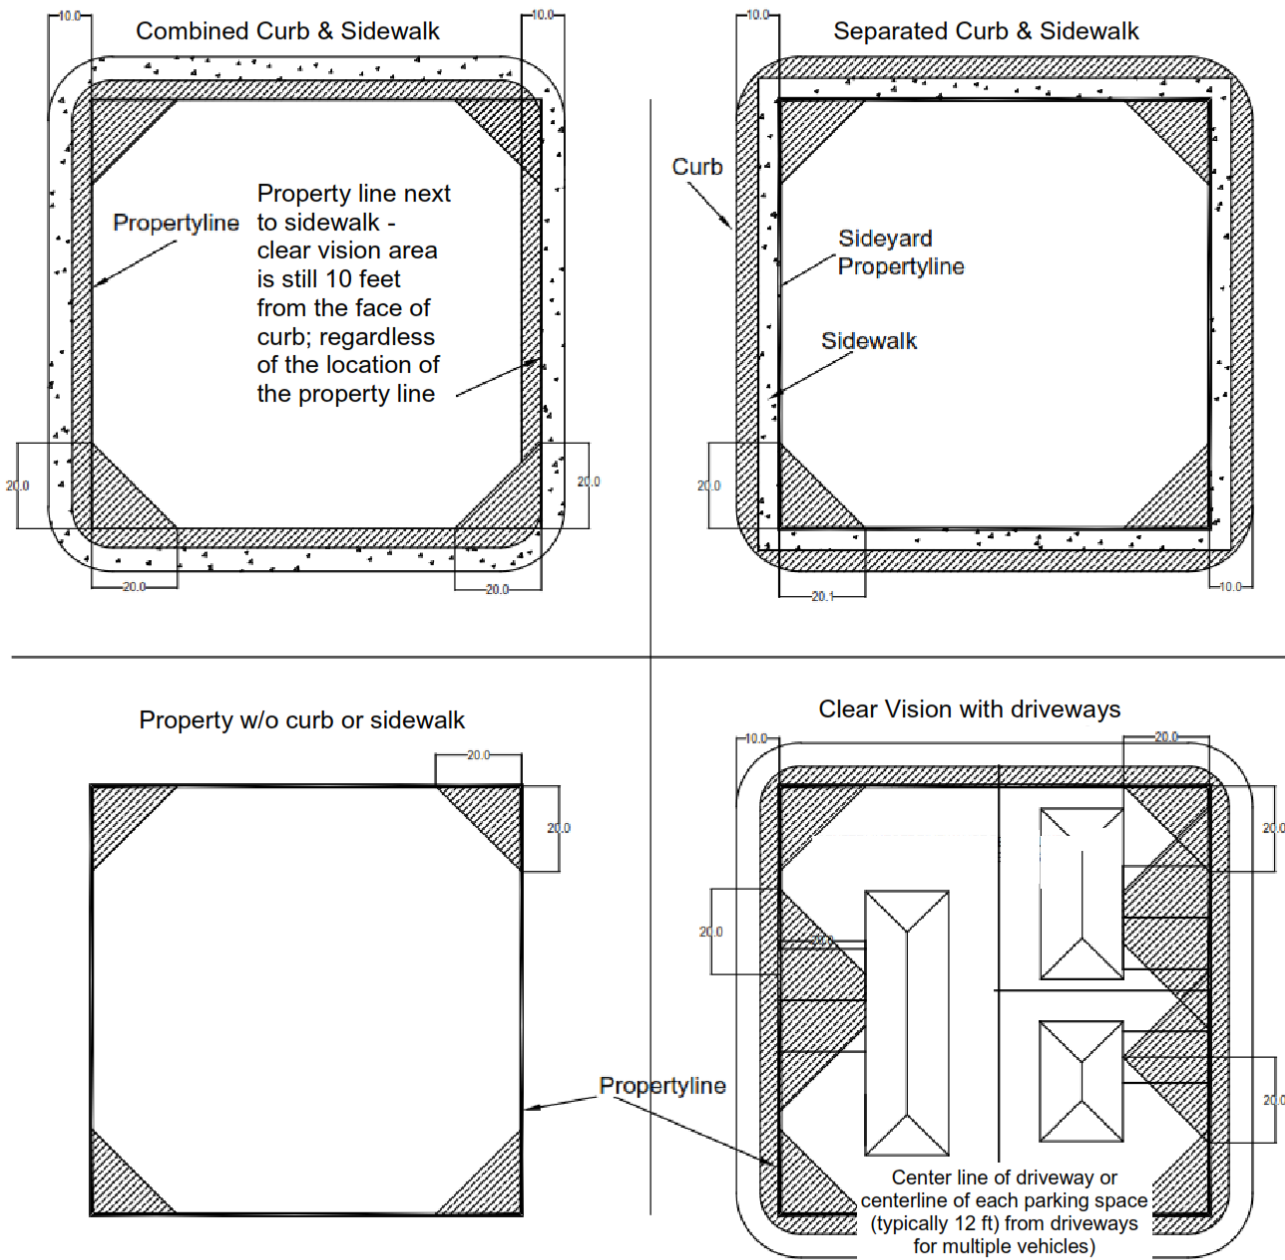 10.0
10.0
Combined Curb & Sidewalk
Propertyline
Property line next
to sidewalk -
clear vision area
is still 10 feet
from the face of
curb; regardless
of the location of
the property line
20.0
20.0
20.0
20.0
10.0
Separated Curb & Sidewalk
Curb
Sideyard
Propertyline
Sidewalk
20.0
20.1
10.0
Property w/o curb or sidewalk
20.0
20.0
Propertyline
Clear Vision with driveways
10.0
20.0
20.0
20.0
20.0
20.0
Center line of driveway or
centerline of each parking space
(typically 12 ft) from driveways
for multiple vehicles)